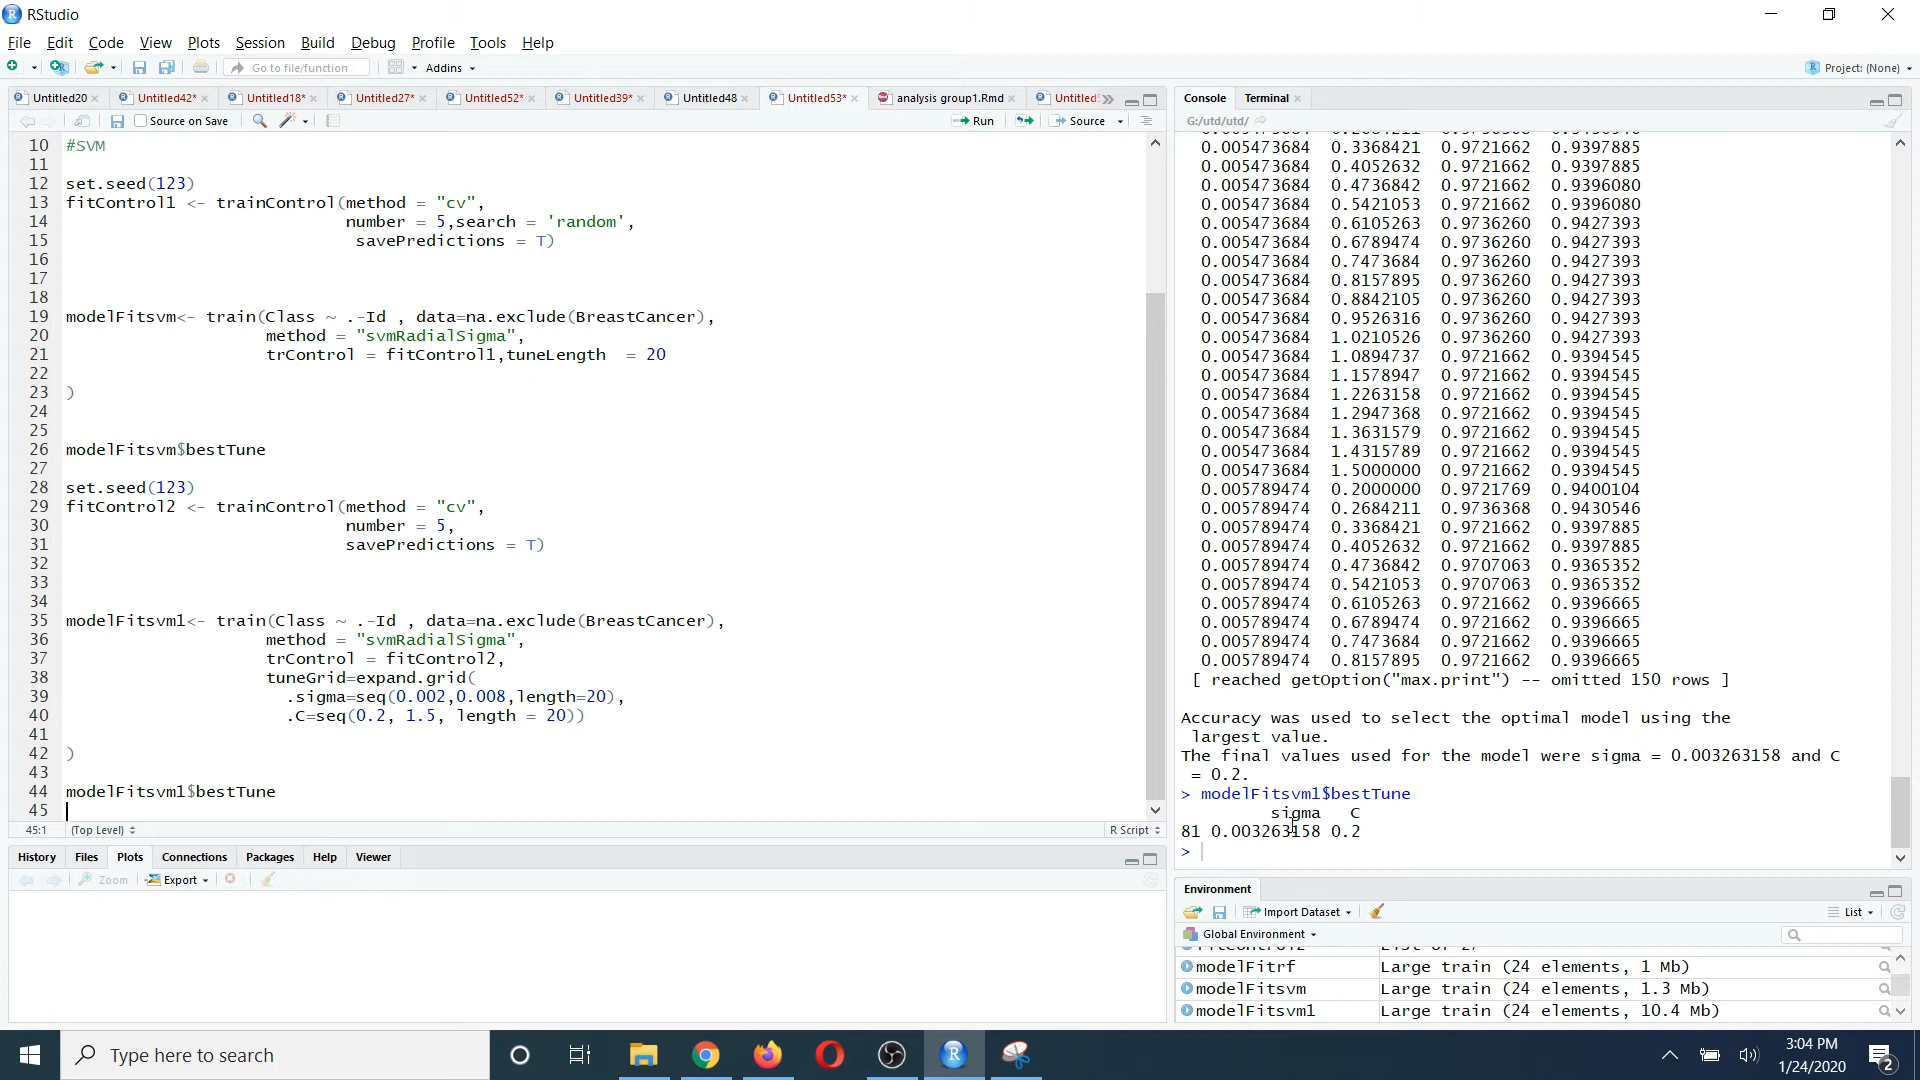 RStudio
File Edit Code View Plots Session Build Debug Profile Tools Help
Go to file/function Addins Project: (None)
Untitled20 Untitled42* Untitled18* Untitled27* Untitled52* Untitled39* Untitled48 Untitled53* analysis group1.Rmd Untitled
Source on Save Run Source
10 #SVM
11
12 set.seed(123)
13 fitControl1 <- trainControl(method = "cv",
14 number = 5,search = 'random',
15 savePredictions = T)
16
17
18
19 modelFitsvm<- train(Class ~ .-Id , data=na.exclude(BreastCancer),
20 method = "svmRadialSigma",
21 trControl = fitControl1,tuneLength  = 20
22
23 )
24
25
26 modelFitsvm$bestTune
27
28 set.seed(123)
29 fitControl2 <- trainControl(method = "cv",
30 number = 5,
31 savePredictions = T)
32
33
34
35 modelFitsvm1<- train(Class ~ .-Id , data=na.exclude(BreastCancer),
36 method = "svmRadialSigma",
37 trControl = fitControl2,
38 tuneGrid=expand.grid(
39 .sigma=seq(0.002,0.008,length=20),
40 .C=seq(0.2, 1.5, length = 20))
41
42 )
43
44 modelFitsvm1$bestTune
45
45:1 (Top Level) R Script
History Files Plots Connections Packages Help Viewer
Zoom Export
Console Terminal
G:/utd/utd/
0.005473684 0.3368421 0.9721662 0.9397885
0.005473684 0.4052632 0.9721662 0.9397885
0.005473684 0.4736842 0.9721662 0.9396080
0.005473684 0.5421053 0.9721662 0.9396080
0.005473684 0.6105263 0.9736260 0.9427393
0.005473684 0.6789474 0.9736260 0.9427393
0.005473684 0.7473684 0.9736260 0.9427393
0.005473684 0.8157895 0.9736260 0.9427393
0.005473684 0.8842105 0.9736260 0.9427393
0.005473684 0.9526316 0.9736260 0.9427393
0.005473684 1.0210526 0.9736260 0.9427393
0.005473684 1.0894737 0.9721662 0.9394545
0.005473684 1.1578947 0.9721662 0.9394545
0.005473684 1.2263158 0.9721662 0.9394545
0.005473684 1.2947368 0.9721662 0.9394545
0.005473684 1.3631579 0.9721662 0.9394545
0.005473684 1.4315789 0.9721662 0.9394545
0.005473684 1.5000000 0.9721662 0.9394545
0.005789474 0.2000000 0.9721769 0.9400104
0.005789474 0.2684211 0.9736368 0.9430546
0.005789474 0.3368421 0.9721662 0.9397885
0.005789474 0.4052632 0.9721662 0.9397885
0.005789474 0.4736842 0.9707063 0.9365352
0.005789474 0.5421053 0.9707063 0.9365352
0.005789474 0.6105263 0.9721662 0.9396665
0.005789474 0.6789474 0.9721662 0.9396665
0.005789474 0.7473684 0.9721662 0.9396665
0.005789474 0.8157895 0.9721662 0.9396665
[ reached getOption("max.print") -- omitted 150 rows ]
Accuracy was used to select the optimal model using the
largest value.
The final values used for the model were sigma = 0.003263158 and C
= 0.2.
> modelFitsvm1$bestTune
sigma C
81 0.003263158 0.2
>
Environment
Import Dataset List
Global Environment
modelFitrf Large train (24 elements, 1 Mb)
modelFitsvm Large train (24 elements, 1.3 Mb)
modelFitsvm1 Large train (24 elements, 10.4 Mb)
Type here to search
3:04 PM
1/24/2020
2